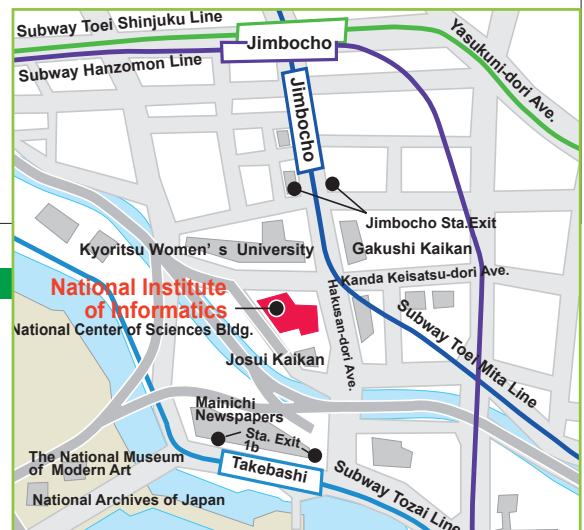 Subway Toei Shinjuku Line
Jimbocho
Subway Hanzomon Line
Yasukuni-dori Ave.
Jimbocho
Jimbocho Sta.Exit
Kyoritsu Women' s University
Gakushi Kaikan
Kanda Keisatsu-dori Ave.
National Institute
of Informatics
National Center of Sciences Bldg.
Hakusan-dori Ave.
Subway Toei Mita Line
Josui Kaikan
Mainichi
Newspapers
Sta. Exit
1b
The National Museum
of Modern Art
Takebashi
Subway Tozai Line
National Archives of Japan